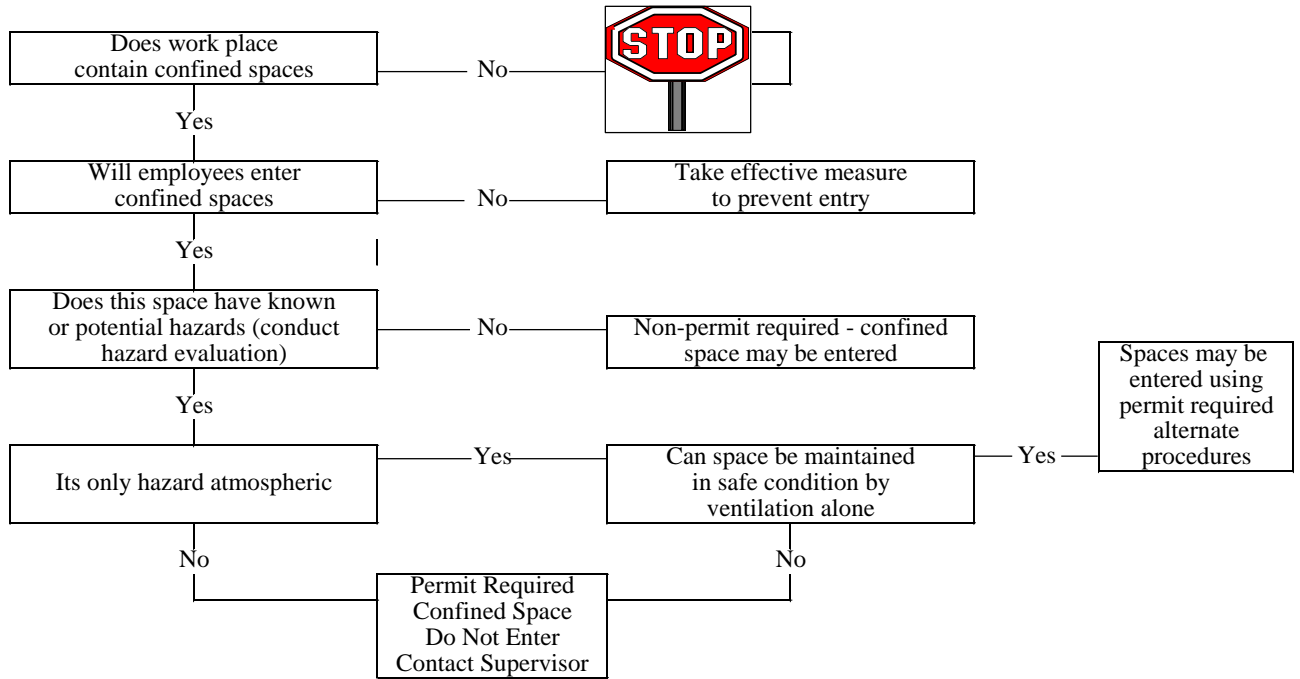 Does work place
contain confined spaces
No
STOP
Yes
Will employees enter
confined spaces
No
Take effective measure
to prevent entry
Yes
Does this space have known
or potential hazards (conduct
hazard evaluation)
No
Non-permit required - confined
space may be entered
Spaces may be
entered using
permit required
alternate
procedures
Yes
Its only hazard atmospheric
Yes
Can space be maintained
in safe condition by
ventilation alone
Yes
No
No
Permit Required
Confined Space
Do Not Enter
Contact Supervisor